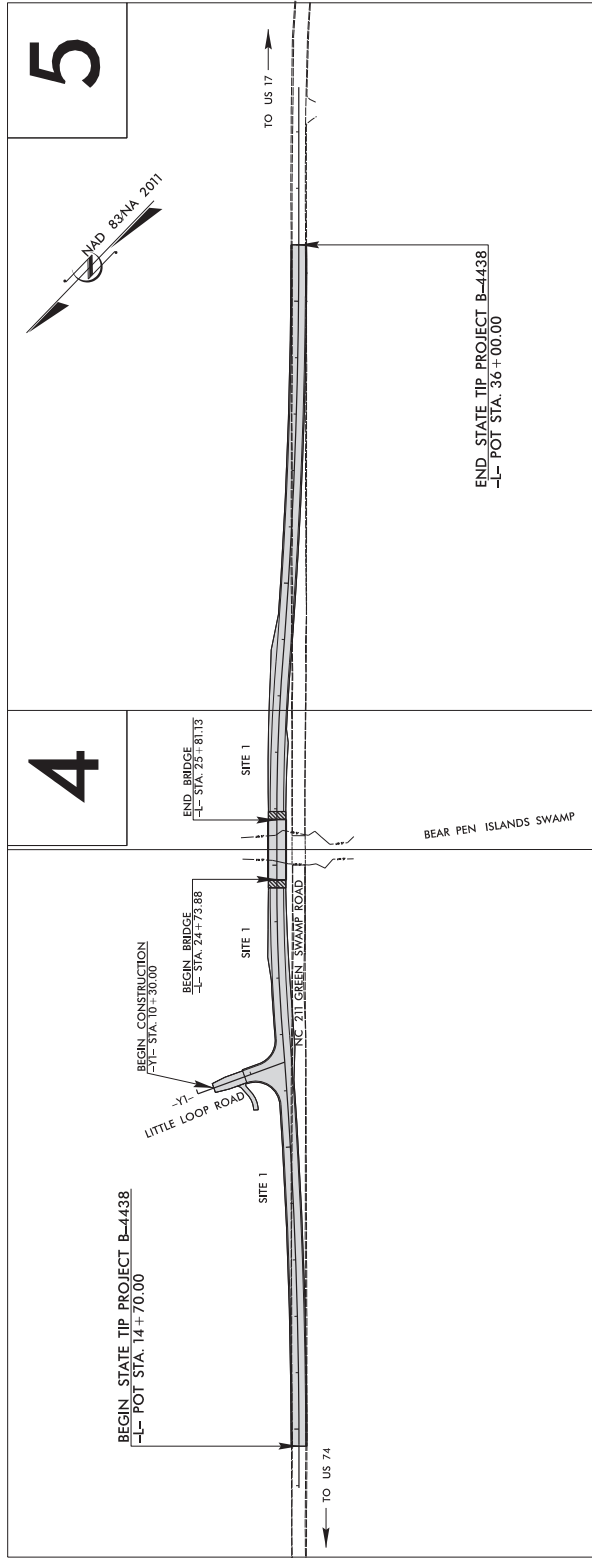 4
5
NAD 83/NA 2011
BEGIN STATE TIP PROJECT B-4438
-L- POT STA. 14+70.00
BEGIN CONSTRUCTION
-Y1- STA. 10+30.00
-Y1-
LITTLE LOOP ROAD
BEGIN BRIDGE
-L- STA. 24+73.88
END BRIDGE
-L- STA. 25+81.13
SITE 1
SITE 1
SITE 1
NC 211 GREEN SWAMP ROAD
BEAR PEN ISLANDS SWAMP
TO US 74
TO US 17
END STATE TIP PROJECT B-4438
-L- POT STA. 36+00.00